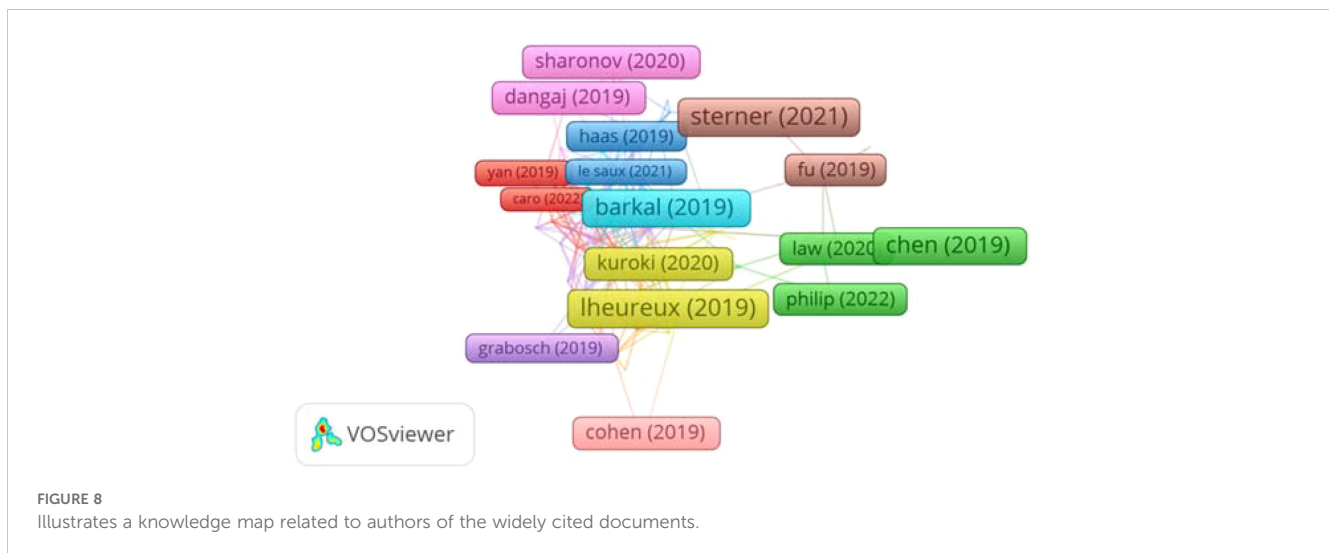 sharonov (2020)
dangaj (2019)
sterner (2021)
haas (2019)
yan (2019)
le saux (2021)
fu (2019)
caro (2022
barkal (2019)
law (2020
chen (2019)
kuroki (2020)
philip (2022)
lheureux (2019)
grabosch (2019)
cohen (2019)
VOSviewer
FIGURE 8
Illustrates a knowledge map related to authors of the widely cited documents.